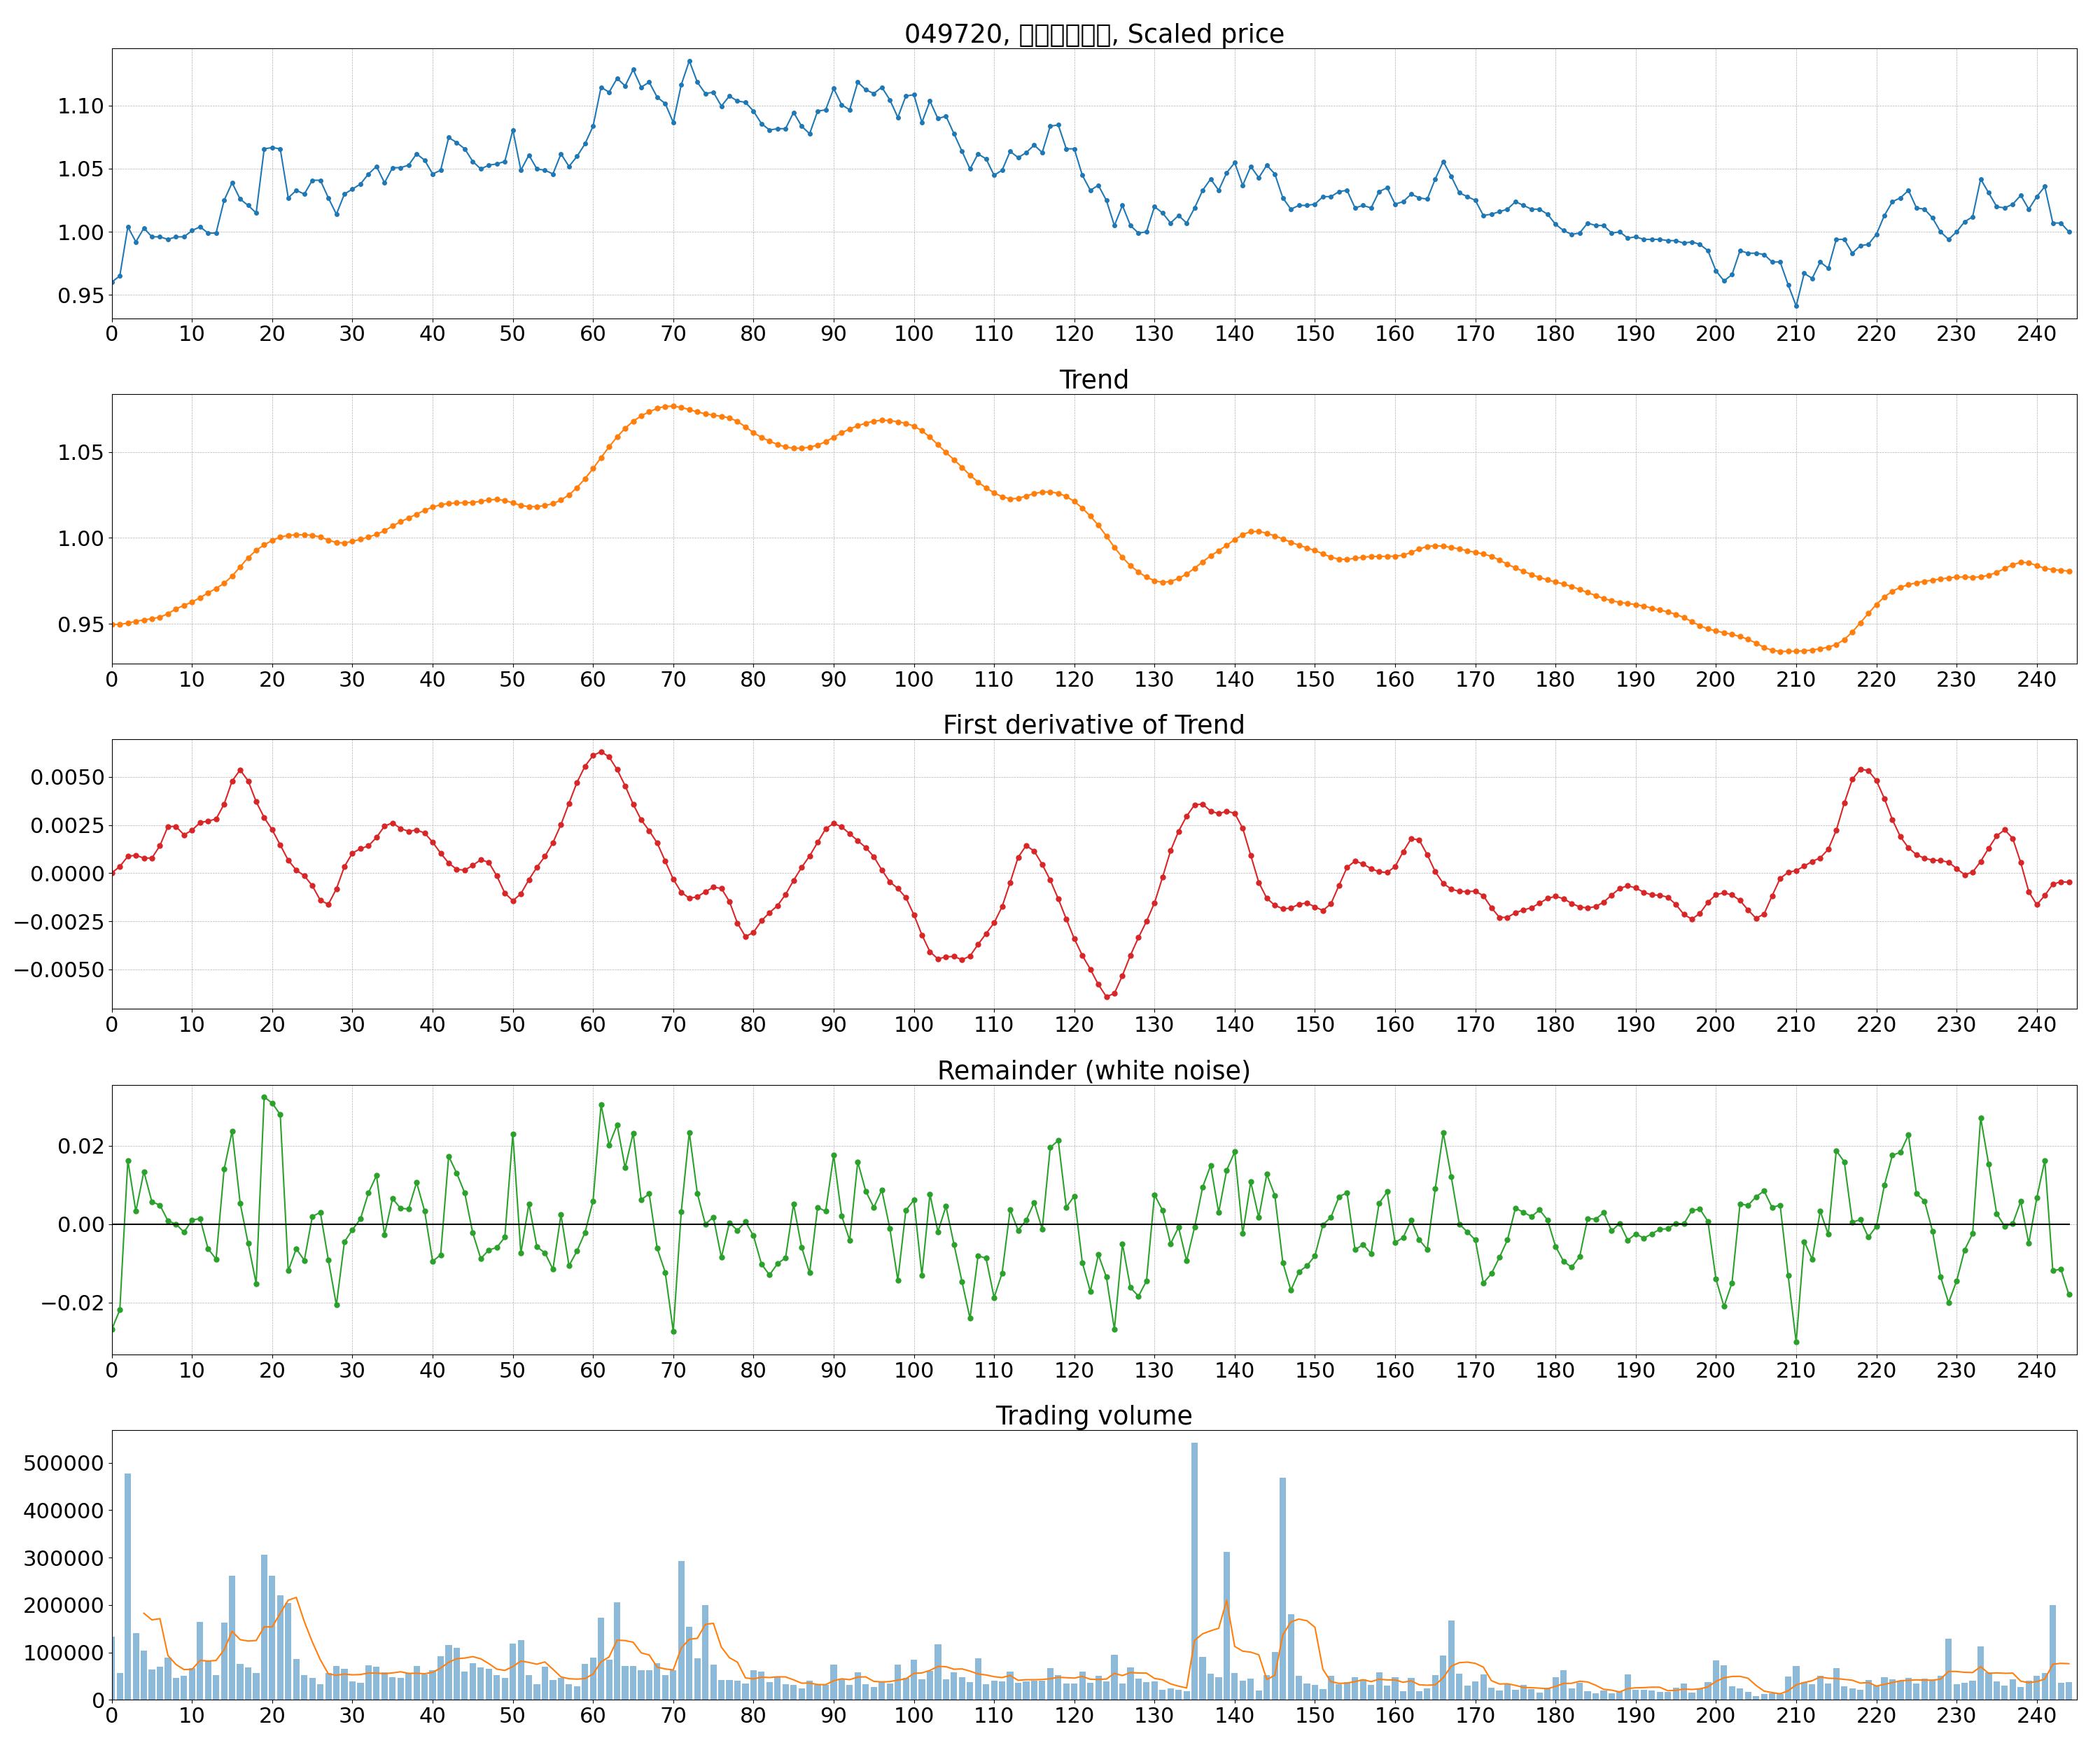 049720, □□□□□□, Scaled price
1.10
1.05
1.00
0.95
0 10 20 30 40 50 60 70 80 90 100 110 120 130 140 150 160 170 180 190 200 210 220 230 240
Trend
1.05
1.00
0.95
0 10 20 30 40 50 60 70 80 90 100 110 120 130 140 150 160 170 180 190 200 210 220 230 240
First derivative of Trend
0.0050
0.0025
0.0000
−0.0025
−0.0050
0 10 20 30 40 50 60 70 80 90 100 110 120 130 140 150 160 170 180 190 200 210 220 230 240
Remainder (white noise)
0.02
0.00
−0.02
0 10 20 30 40 50 60 70 80 90 100 110 120 130 140 150 160 170 180 190 200 210 220 230 240
Trading volume
500000
400000
300000
200000
100000
0
0 10 20 30 40 50 60 70 80 90 100 110 120 130 140 150 160 170 180 190 200 210 220 230 240